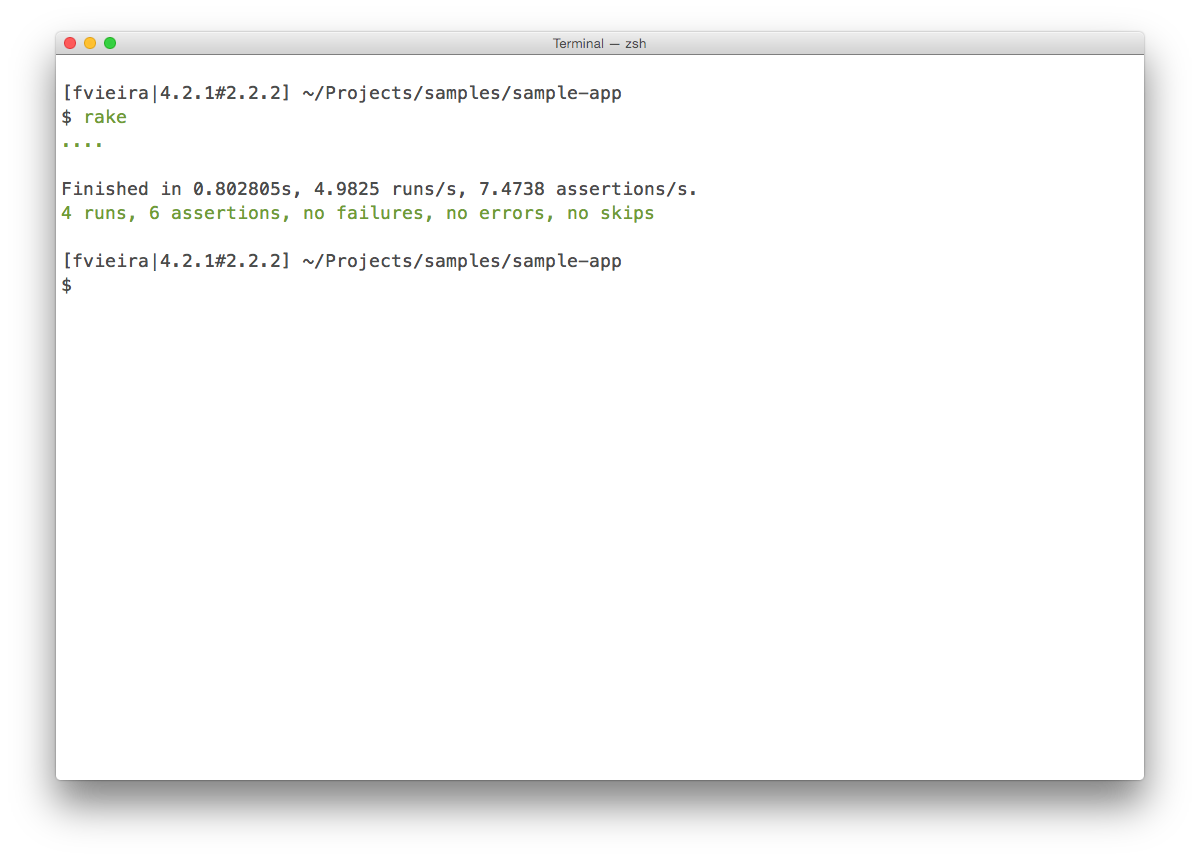 Terminal — zsh
[fvieira|4.2.1#2.2.2] ~/Projects/samples/sample-app
$ rake
....
Finished in 0.802805s, 4.9825 runs/s, 7.4738 assertions/s.
4 runs, 6 assertions, no failures, no errors, no skips
[fvieira|4.2.1#2.2.2] ~/Projects/samples/sample-app
$